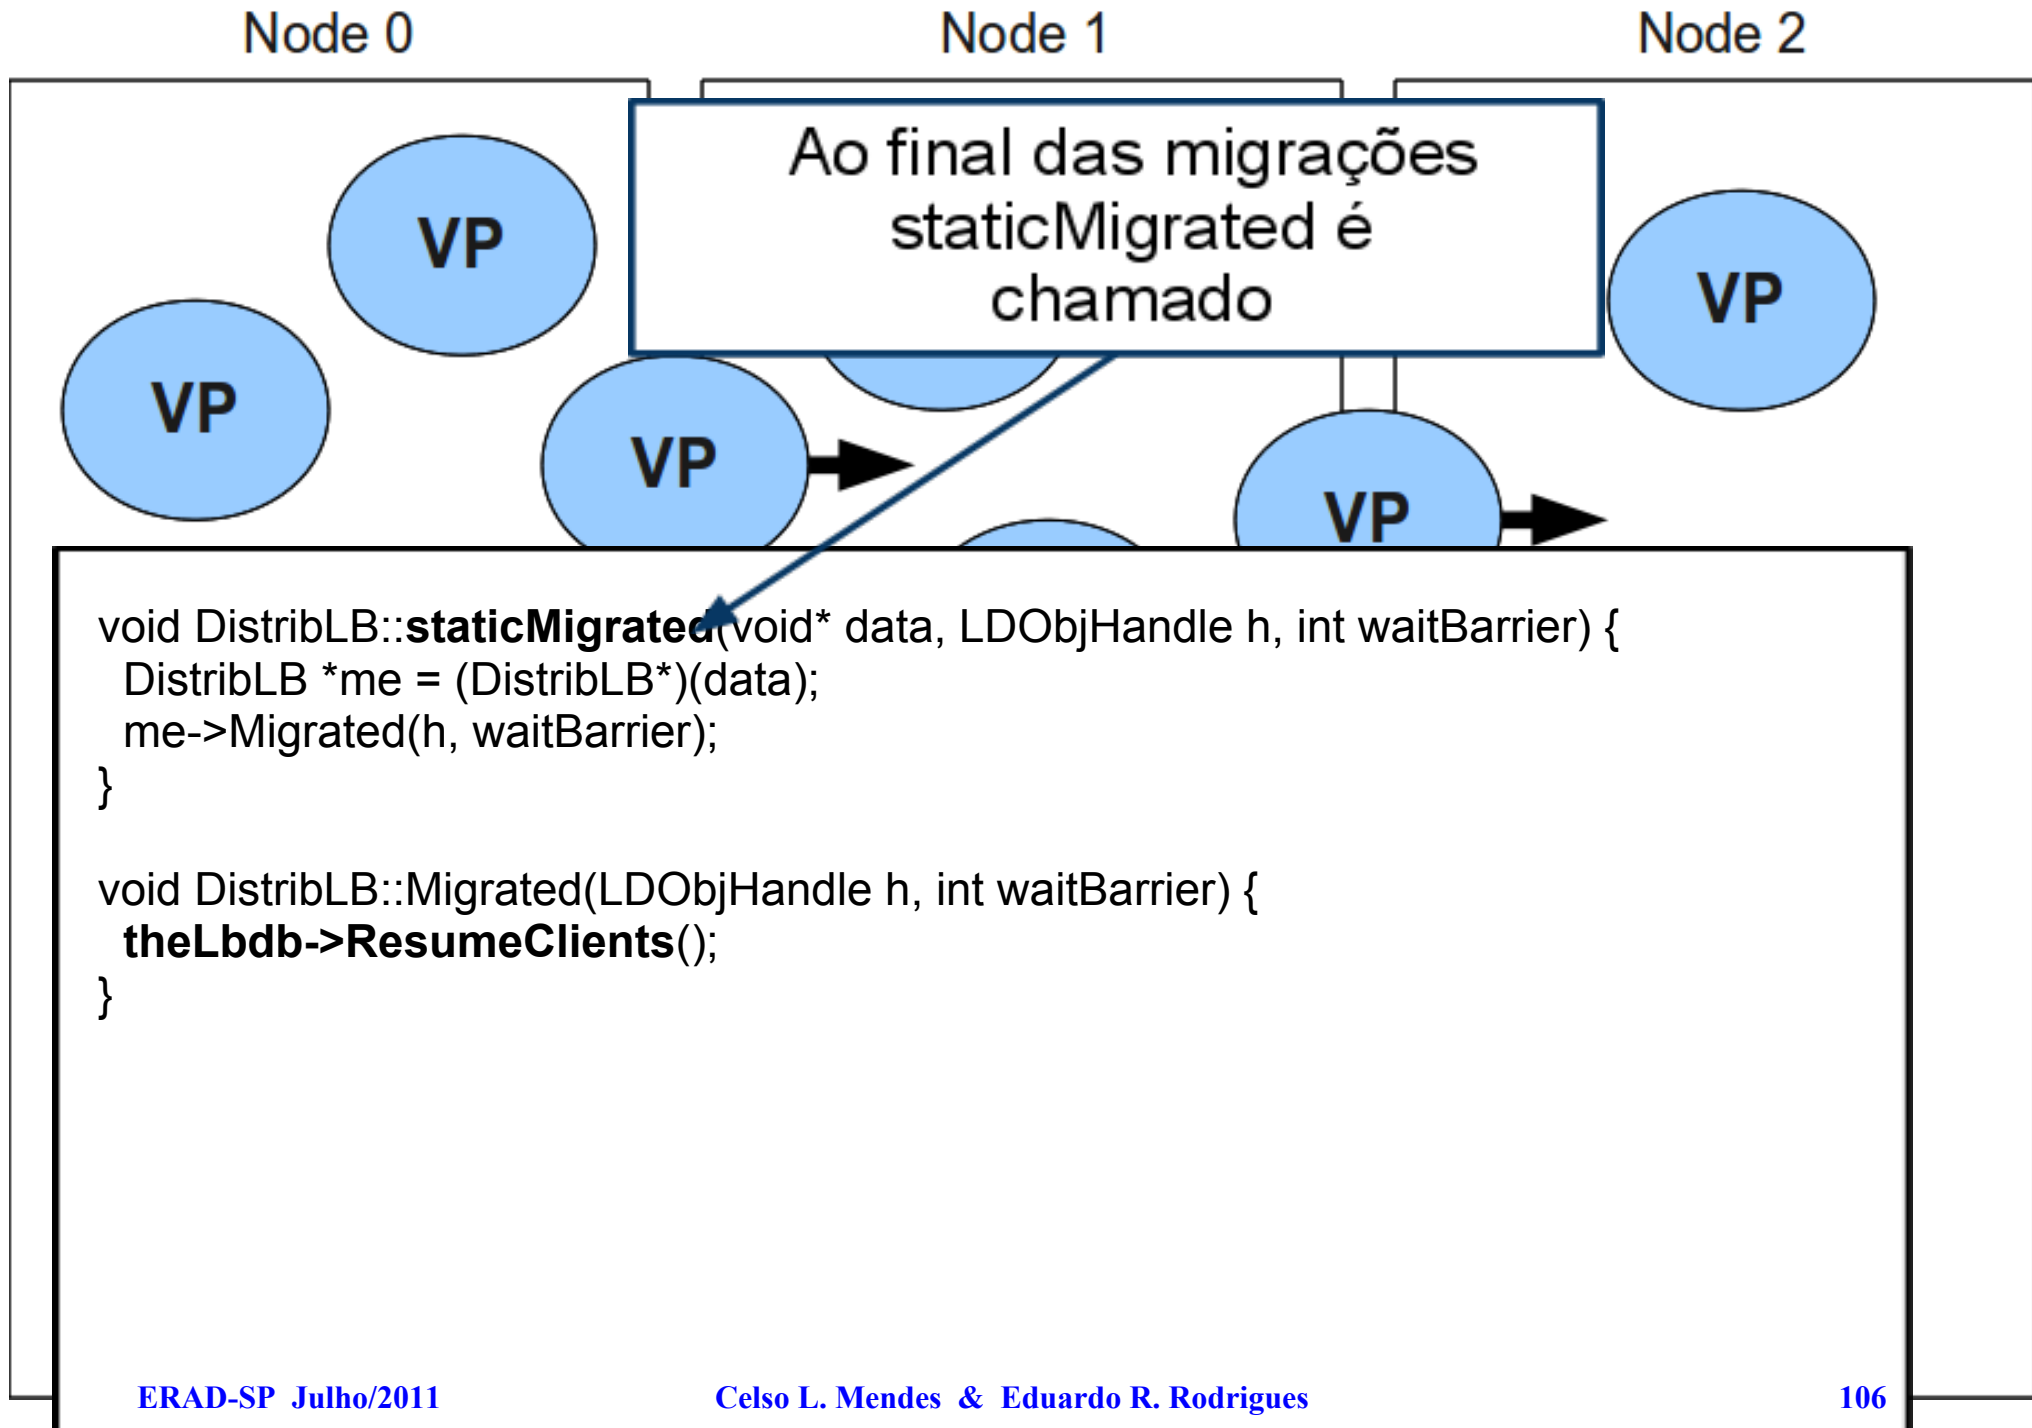 Node 0 Node 1 Node 2
Ao final das migrações
staticMigrated é
chamado
VP
VP
VP
VP
VP
void DistribLB::staticMigrated(void* data, LDObjHandle h, int waitBarrier) {
DistribLB *me = (DistribLB*)(data);
me->Migrated(h, waitBarrier);
}
void DistribLB::Migrated(LDObjHandle h, int waitBarrier) {
theLbdb->ResumeClients();
}
ERAD-SP Julho/2011 Celso L. Mendes & Eduardo R. Rodrigues 106